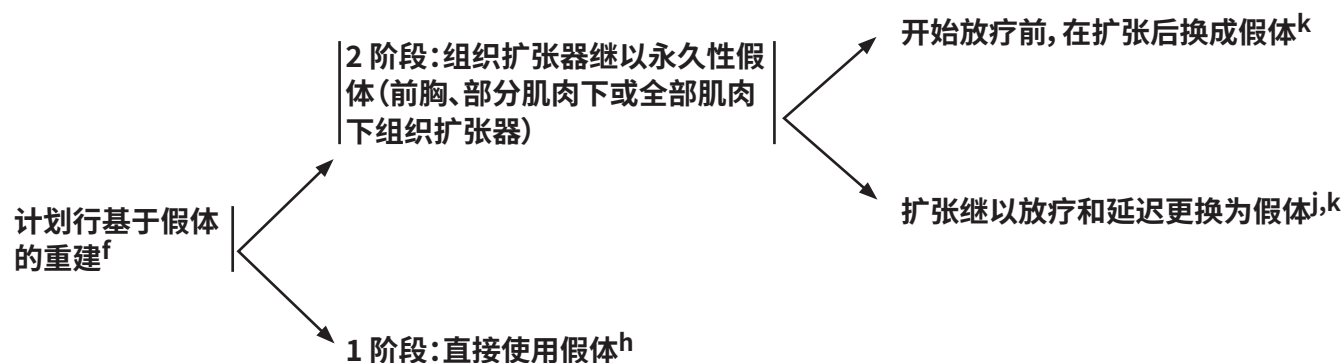 开始放疗前，在扩张后换成假体k
2 阶段：组织扩张器继以永久性假
体（前胸、部分肌肉下或全部肌肉
下组织扩张器）
扩张继以放疗和延迟更换为假体j,k
计划行基于假体
的重建f
1 阶段：直接使用假体h